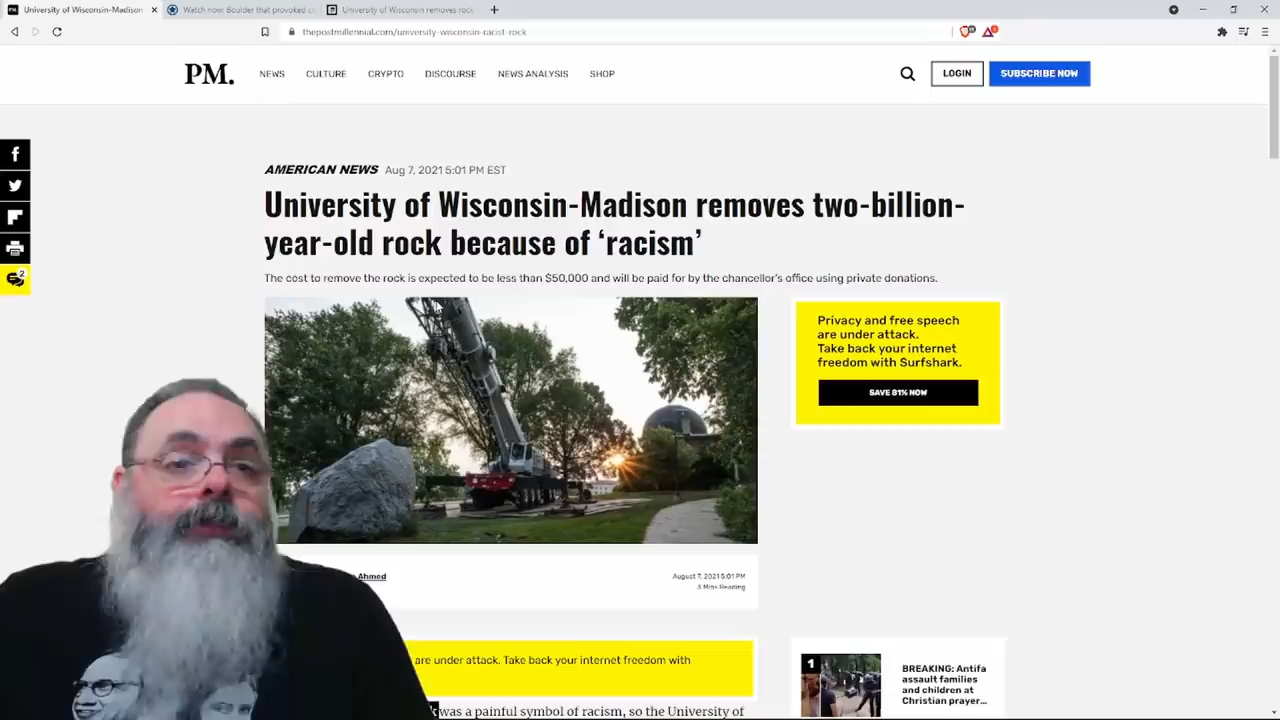 University of Wisconsin-Madison
Watch now: Boulder that provoked co
University of Wisconsin removes rock
thepostmillennial.com/university-wisconsin-racist-rock
PM.
NEWS
CULTURE
CRYPTO
DISCOURSE
NEWS ANALYSIS
SHOP
LOGIN
SUBSCRIBE NOW
AMERICAN NEWS Aug 7, 2021 5:01 PM EST
University of Wisconsin-Madison removes two-billion-
year-old rock because of ‘racism’
The cost to remove the rock is expected to be less than $50,000 and will be paid for by the chancellor's office using private donations.
2
Privacy and free speech
are under attack.
Take back your internet
freedom with Surfshark.
SAVE 81% NOW
Ahmed
August 7, 2021 5:01 PM
3 Mins Reading
are under attack. Take back your internet freedom with
was a painful symbol of racism, so the University of
1
BREAKING: Antifa
assault families
and children at
Christian prayer...